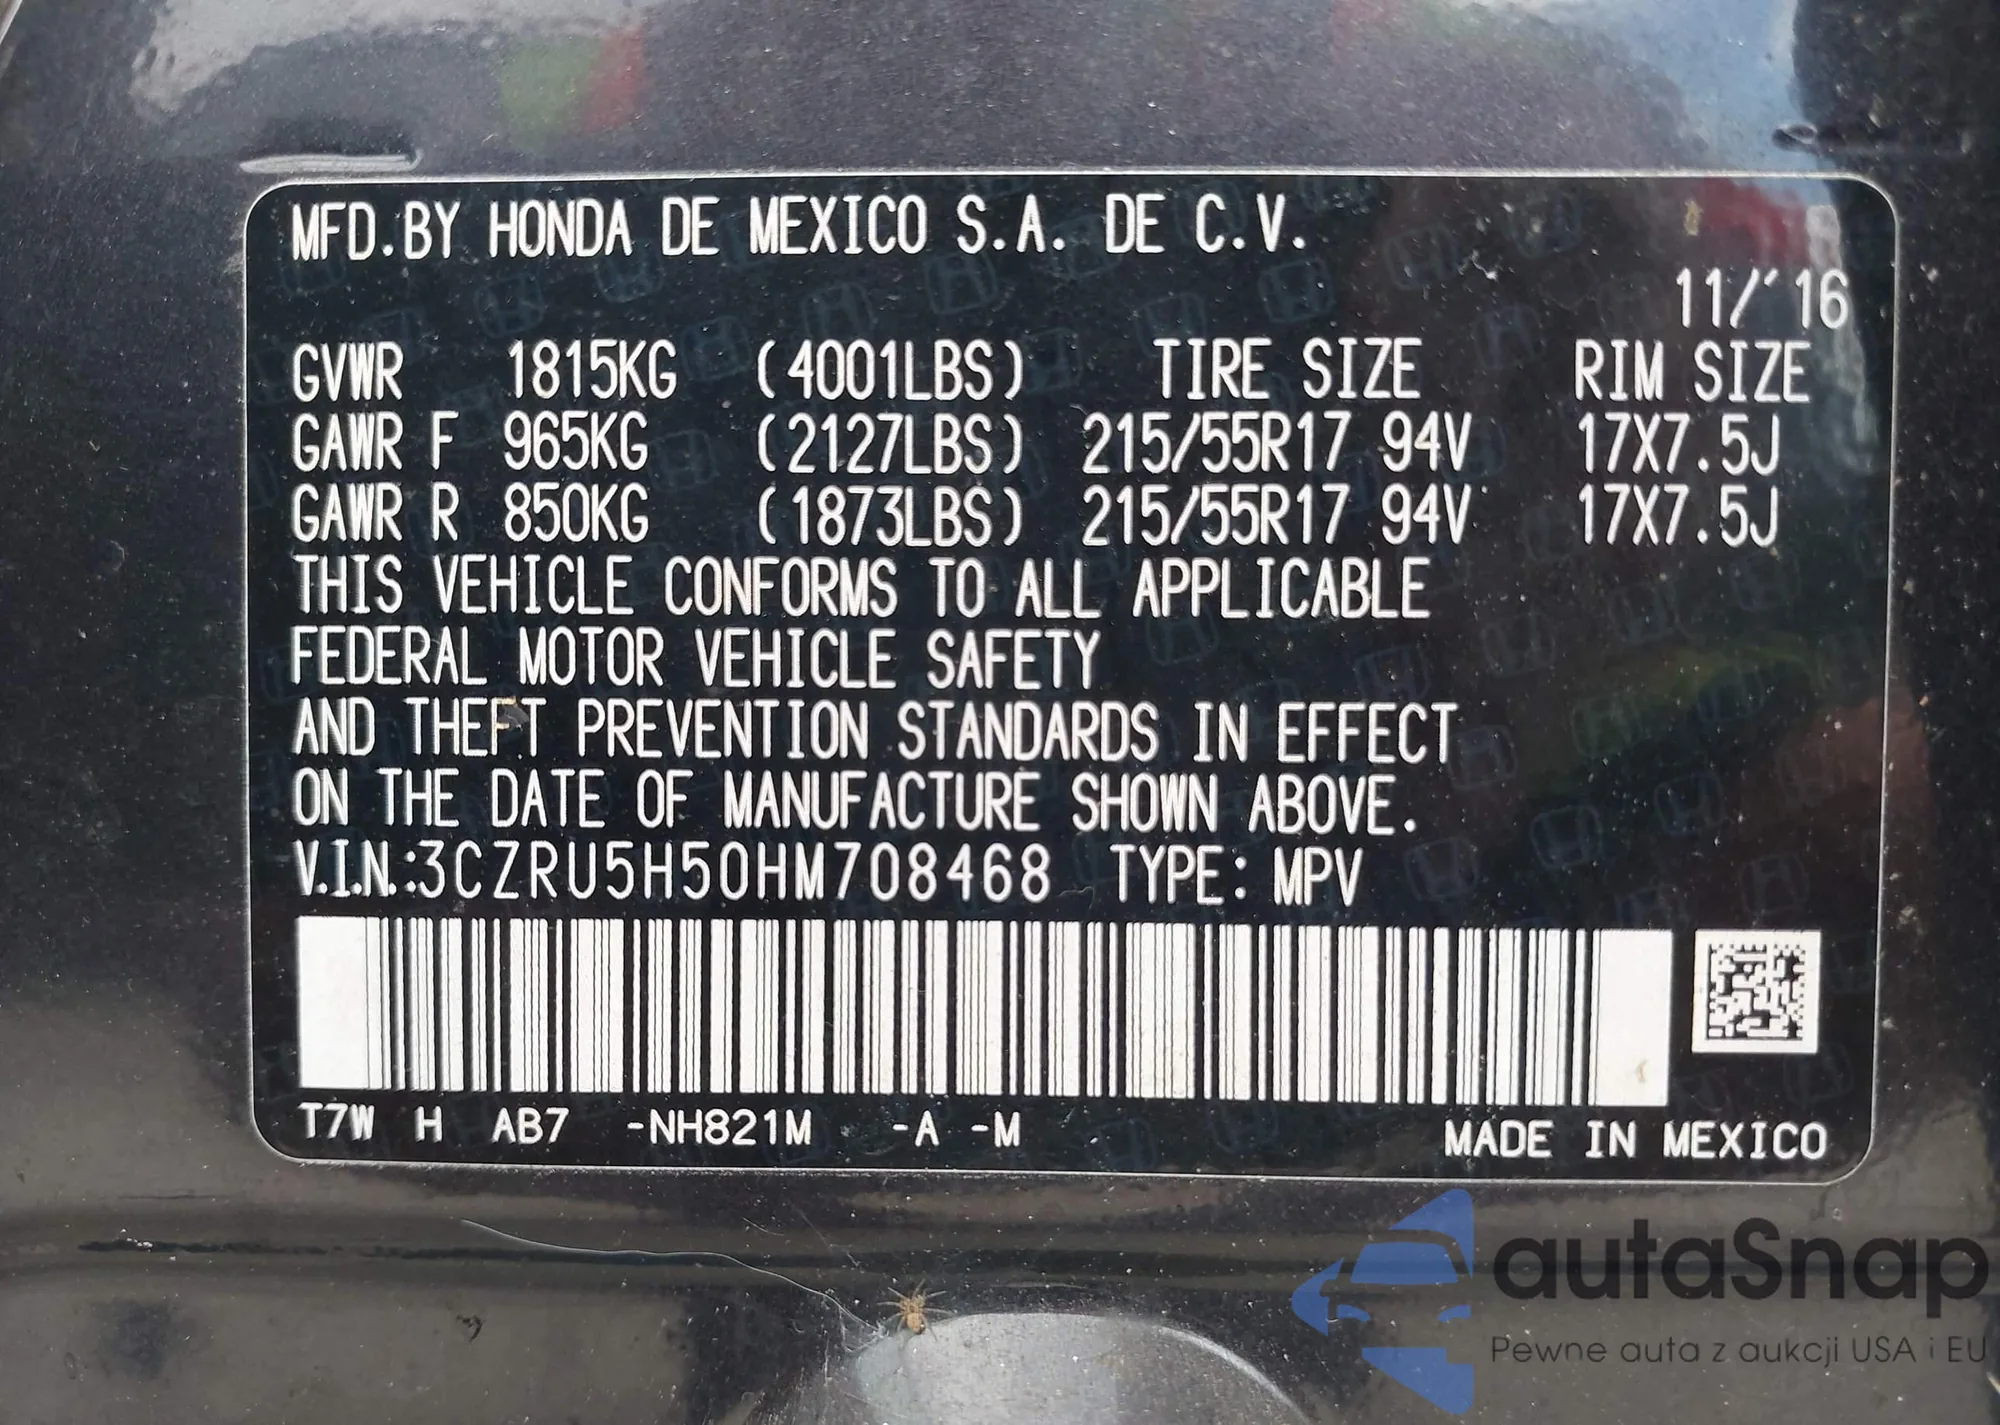 MFD.BY HONDA DE MEXICO S.A. DE C.V.
11/'16
GVWR 1815KG (4001LBS) TIRE SIZE RIM SIZE
GAWR F 965KG (2127LBS) 215/55R17 94V 17X7.5J
GAWR R 850KG (1873LBS) 215/55R17 94V 17X7.5J
THIS VEHICLE CONFORMS TO ALL APPLICABLE
FEDERAL MOTOR VEHICLE SAFETY
AND THEFT PREVENTION STANDARDS IN EFFECT
ON THE DATE OF MANUFACTURE SHOWN ABOVE.
V.I.N.:3CZRU5H50HM708468 TYPE: MPV
T7W H AB7 -NH821M -A -M MADE IN MEXICO
autaSnap
Pewne auta z aukcji USA i EU